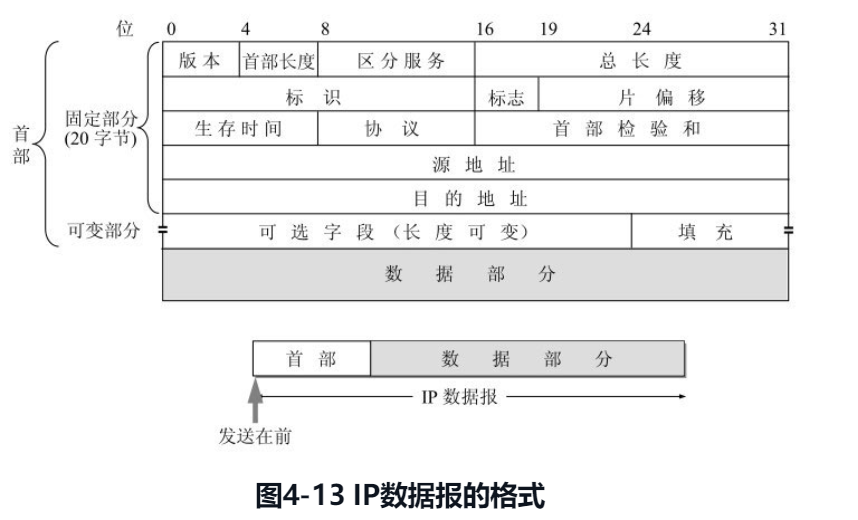 位 0 4 8 16 19 24 31
版本 首部长度 区分服务 总长度
标识 标志 片偏移
固定部分
(20 字节)
首部
生存时间 协议 首部检验和
源地址
目的地址
可变部分 可选字段（长度可变） 填充
数据部分
首部 数据部分
IP 数据报
发送在前
图4-13 IP数据报的格式